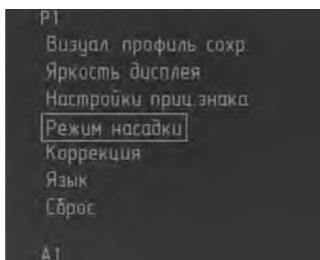 P1
Визуал. профиль сохр.
Яркость дисплея
Настройки приц.знака
Режим насадки
Коррекция
Язык
Сброс
A1